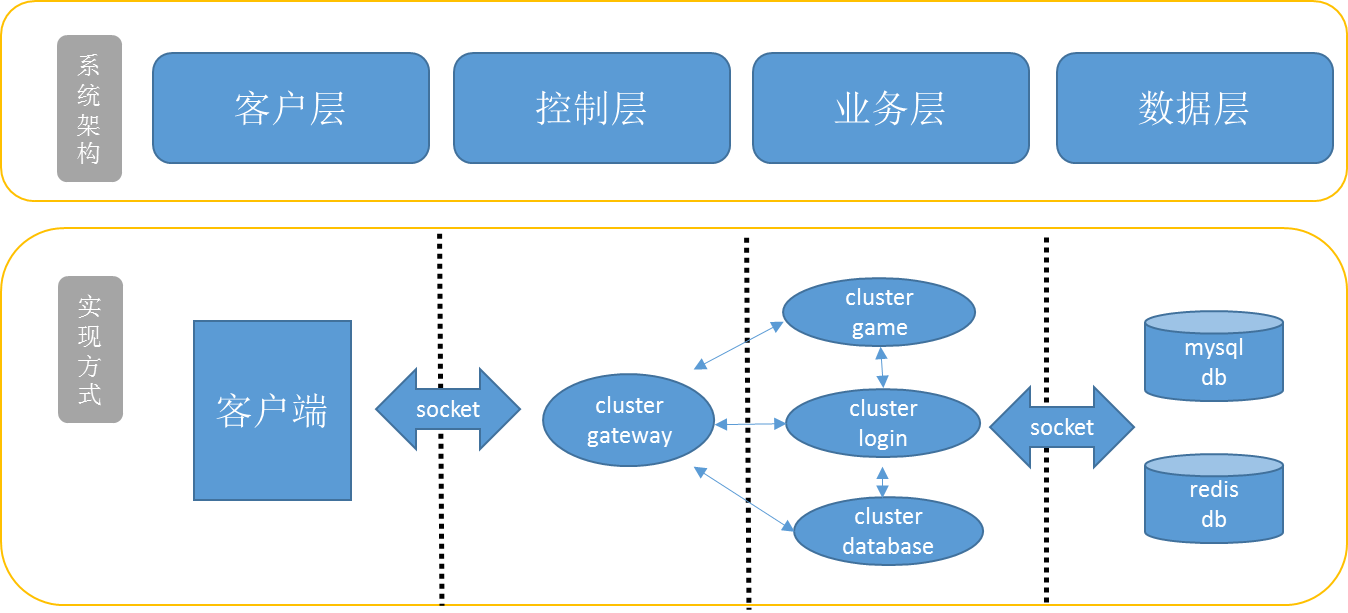 系统架构
客户层
控制层
业务层
数据层
实现方式
客户端
socket
cluster
gateway
cluster
game
cluster
login
cluster
database
socket
mysql
db
redis
db